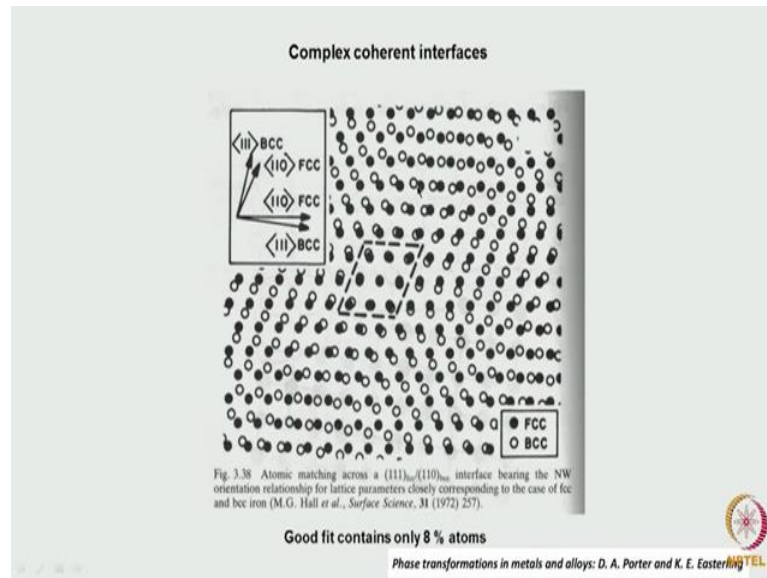 Complex coherent interfaces
⟨111⟩ BCC
⟨110⟩ FCC
⟨110⟩ FCC
⟨111⟩ BCC
● FCC
○ BCC
Fig. 3.38 Atomic matching across a (111)fcc/(110)bcc interface bearing the NW
orientation relationship for lattice parameters closely corresponding to the case of fcc
and bcc iron (M.G. Hall et al., Surface Science, 31 (1972) 257).
Good fit contains only 8 % atoms
Phase transformations in metals and alloys: D. A. Porter and K. E. Easterling
NPTEL